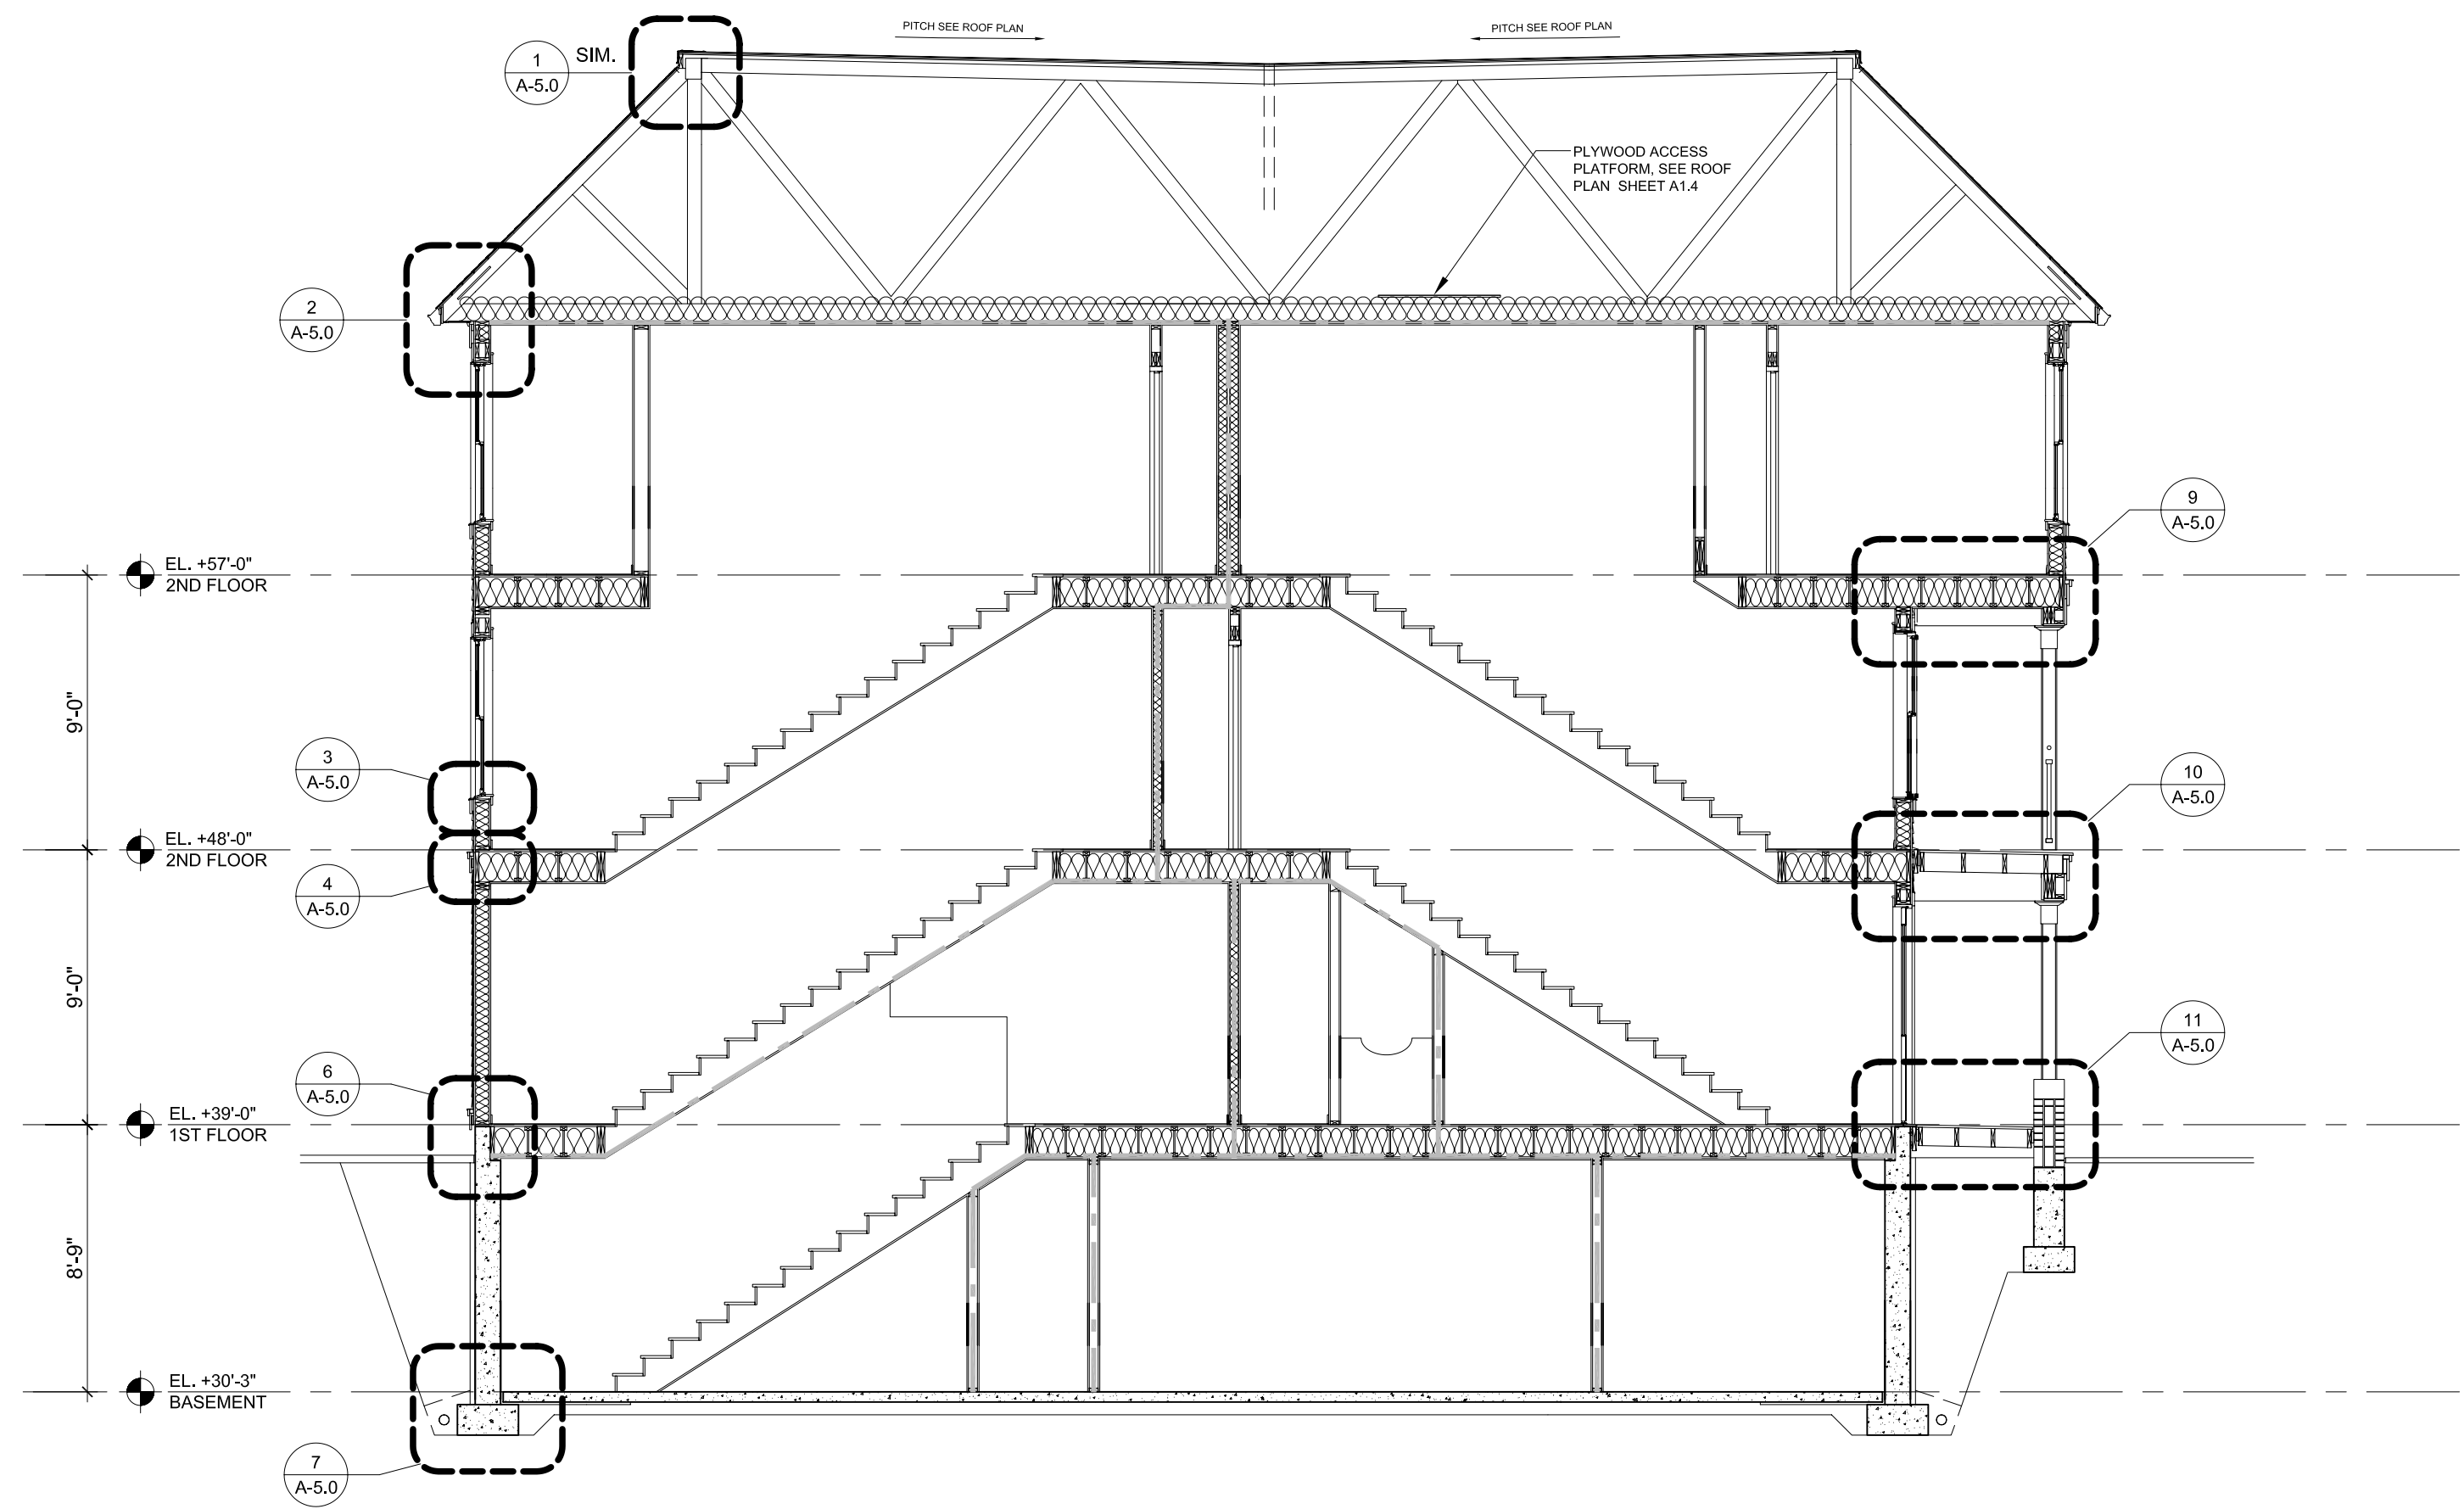 PITCH SEE ROOF PLAN
PITCH SEE ROOF PLAN
1
A-5.0
SIM.
PLYWOOD ACCESS
PLATFORM, SEE ROOF
PLAN SHEET A1.4
2
A-5.0
9
A-5.0
EL. +57'-0"
2ND FLOOR
9'-0"
3
A-5.0
10
A-5.0
EL. +48'-0"
2ND FLOOR
4
A-5.0
9'-0"
11
A-5.0
6
A-5.0
EL. +39'-0"
1ST FLOOR
8'-9"
EL. +30'-3"
BASEMENT
7
A-5.0